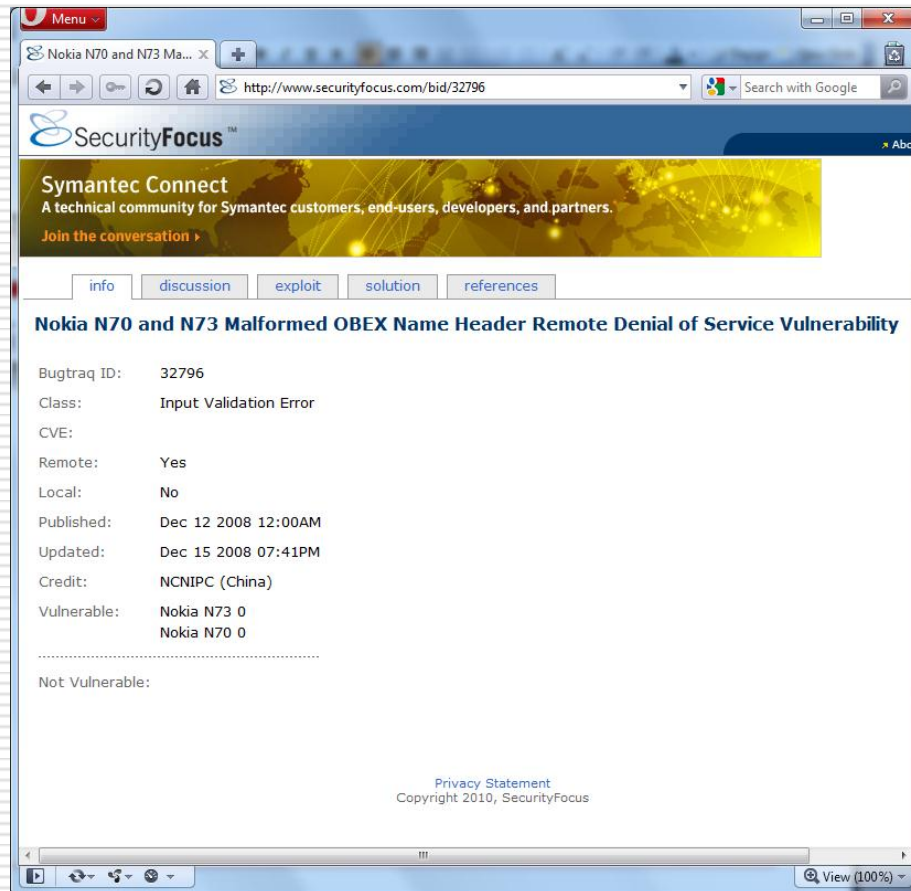 Menu
Nokia N70 and N73 Ma...
http://www.securityfocus.com/bid/32796
Search with Google
SecurityFocus™
Abo
Symantec Connect
A technical community for Symantec customers, end-users, developers, and partners.
Join the conversation
info
discussion
exploit
solution
references
Nokia N70 and N73 Malformed OBEX Name Header Remote Denial of Service Vulnerability
Bugtraq ID: 32796
Class: Input Validation Error
CVE:
Remote: Yes
Local: No
Published: Dec 12 2008 12:00AM
Updated: Dec 15 2008 07:41PM
Credit: NCNIPC (China)
Vulnerable: Nokia N73 0
Nokia N70 0
Not Vulnerable:
Privacy Statement
Copyright 2010, SecurityFocus
View (100%)